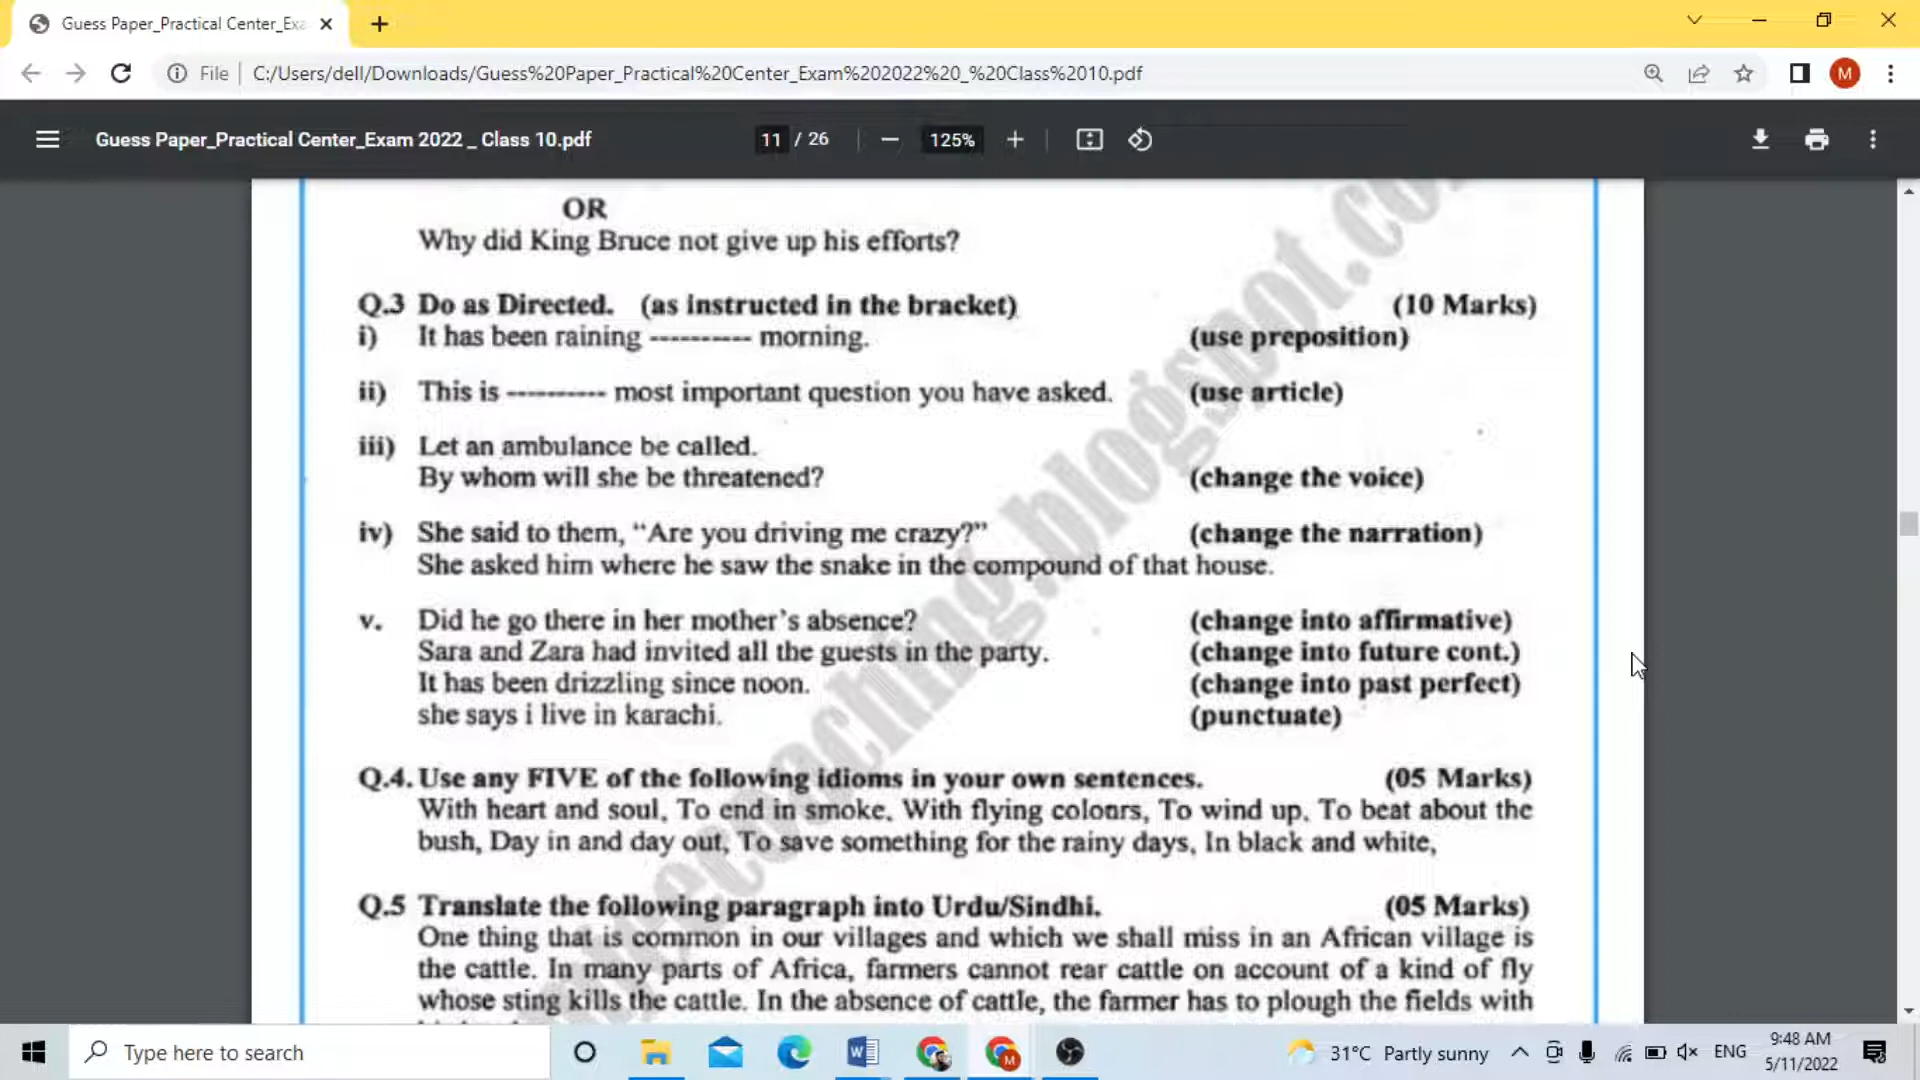 Guess Paper_Practical Center_Exa
File C:/Users/dell/Downloads/Guess%20Paper_Practical%20Center_Exam%202022%20_%20Class%2010.pdf
M
Guess Paper_Practical Center_Exam 2022 _ Class 10.pdf 11 / 26 125%
OR
Why did King Bruce not give up his efforts?
Q.3 Do as Directed. (as instructed in the bracket) (10 Marks)
i) It has been raining ---------- morning. (use preposition)
ii) This is ---------- most important question you have asked. (use article)
iii) Let an ambulance be called.
By whom will she be threatened? (change the voice)
iv) She said to them, “Are you driving me crazy?” (change the narration)
She asked him where he saw the snake in the compound of that house.
v. Did he go there in her mother’s absence? (change into affirmative)
Sara and Zara had invited all the guests in the party. (change into future cont.)
It has been drizzling since noon. (change into past perfect)
she says i live in karachi. (punctuate)
Q.4. Use any FIVE of the following idioms in your own sentences. (05 Marks)
With heart and soul, To end in smoke, With flying colours, To wind up, To beat about the
bush, Day in and day out, To save something for the rainy days, In black and white,
Q.5 Translate the following paragraph into Urdu/Sindhi. (05 Marks)
One thing that is common in our villages and which we shall miss in an African village is
the cattle. In many parts of Africa, farmers cannot rear cattle on account of a kind of fly
whose sting kills the cattle. In the absence of cattle, the farmer has to plough the fields with
Type here to search
31°C Partly sunny ENG 9:48 AM
5/11/2022